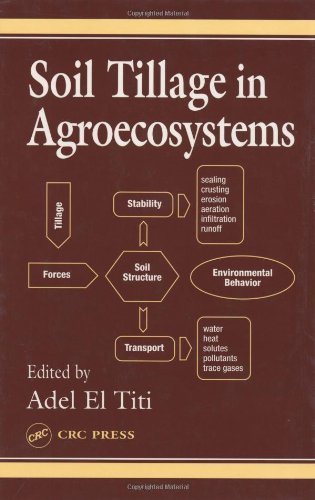 Soil Tillage in
Agroecosystems
Tillage
Stability
sealing
crusting
erosion
aeration
infiltration
runoff
Forces
Soil
Structure
Environmental
Behavior
Transport
water
heat
solutes
pollutants
trace gases
Edited by
Adel El Titi
CRC
CRC PRESS